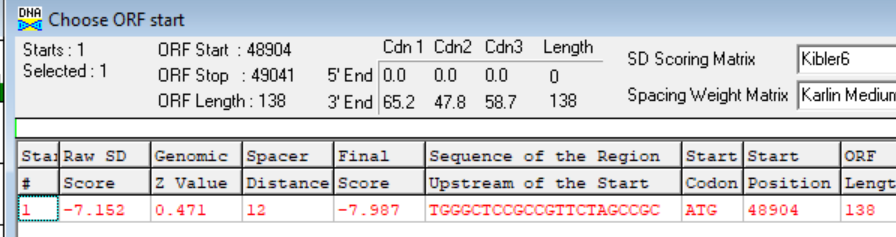 DNA Choose ORF start
Starts : 1 ORF Start : 48904 Cdn 1 Cdn2 Cdn3 Length SD Scoring Matrix Kibler6
Selected : 1 ORF Stop : 49041 5' End 0.0 0.0 0.0 0
ORF Length : 138 3' End 65.2 47.8 58.7 138 Spacing Weight Matrix Karlin Medium
Star Raw SD Genomic Spacer Final Sequence of the Region Start Start ORF
# Score Z Value Distance Score Upstream of the Start Codon Position Lengt
1 -7.152 0.471 12 -7.987 TGGGCTCCGCCGTTCTAGCCGC ATG 48904 138